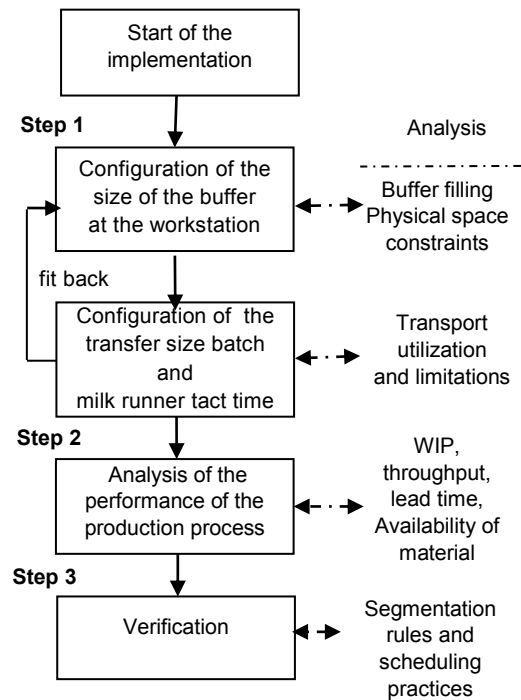 Start of the
implementation
Step 1
Analysis
Configuration of the
size of the buffer
at the workstation
Buffer filling
Physical space
constraints
fit back
Configuration of  the
transfer size batch
and
milk runner tact time
Transport
utilization
and limitations
Step 2
Analysis of the
performance of the
production process
WIP,
throughput,
lead time,
Availability of
material
Step 3
Verification
Segmentation
rules and
scheduling
practices